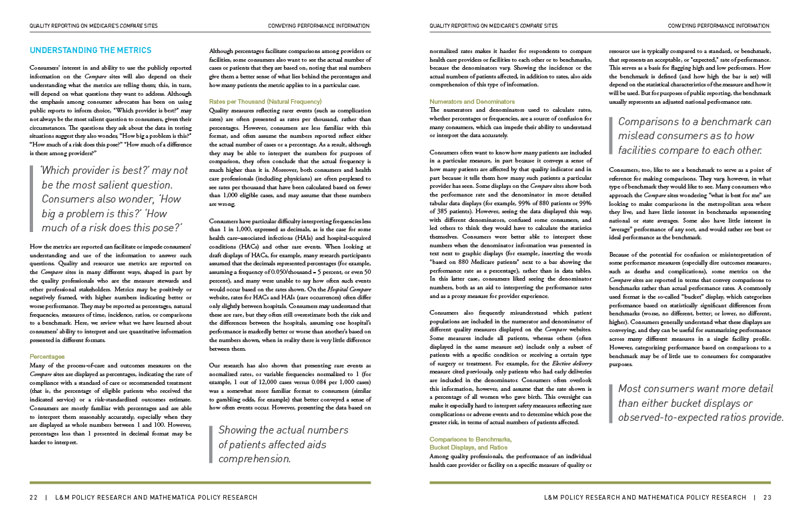 QUALITY REPORTING ON MEDICARE'S COMPARE SITES
CONVEYING PERFORMANCE INFORMATION
UNDERSTANDING THE METRICS
Consumers' interest in and ability to use the publicly reported
information on the Compare sites will also depend on their
understanding what the metrics are telling them; this, in turn,
will depend on what questions they want to address. Although
the emphasis among consumer advocates has been on using
public reports to inform choice, "Which provider is best?" may
not always be the most salient question to consumers, given their
circumstances. The questions they ask about the data in testing
situations suggest they also wonder, "How big a problem is this?"
"How much of a risk does this pose?" "How much of a difference
is there among providers?"
'Which provider is best?' may not
be the most salient question.
Consumers also wonder, 'How
big a problem is this?' 'How
much of a risk does this pose?'
How the metrics are reported can facilitate or impede consumers'
understanding and use of the information to answer such
questions. Quality and resource use metrics are reported on
the Compare sites in many different ways, shaped in part by
the quality professionals who are the measure stewards and
other professional stakeholders. Metrics may be positively or
negatively framed, with higher numbers indicating better or
worse performance. They may be reported as percentages, natural
frequencies, measures of time, incidence, ratios, or comparisons
to a benchmark. Here, we review what we have learned about
consumers' ability to interpret and use quantitative information
presented in different formats.
Percentages
Many of the process-of-care and outcomes measures on the
Compare sites are displayed as percentages, indicating the rate of
compliance with a standard of care or recommended treatment
(that is, the percentage of eligible patients who received the
indicated service) or a risk-standardized outcomes estimate.
Consumers are mostly familiar with percentages and are able
to interpret them reasonably accurately, especially when they
are displayed as whole numbers between 1 and 100. However,
percentages less than 1 presented in decimal format may be
harder to interpret.
Although percentages facilitate comparisons among providers or
facilities, some consumers also want to see the actual number of
cases or patients that they are based on, noting that real numbers
give them a better sense of what lies behind the percentages and
how many patients the metric applies to in a particular case.
Rates per Thousand (Natural Frequency)
Quality measures reflecting rarer events (such as complication
rates) are often presented as rates per thousand, rather than
percentages. However, consumers are less familiar with this
format, and often assume the numbers reported reflect either
the actual number of cases or a percentage. As a result, although
they may be able to interpret the numbers for purposes of
comparison, they often conclude that the actual frequency is
much higher than it is. Moreover, both consumers and health
care professionals (including physicians) are often perplexed to
see rates per thousand that have been calculated based on fewer
than 1,000 eligible cases, and may assume that these numbers
are wrong.
Consumers have particular difficulty interpreting frequencies less
than 1 in 1,000, expressed as decimals, as is the case for some
health care–associated infections (HAIs) and hospital-acquired
conditions (HACs) and other rare events. When looking at
draft displays of HACs, for example, many research participants
assumed that the decimals represented percentages (for example,
assuming a frequency of 0.050/thousand = 5 percent, or even 50
percent), and many were unable to say how often such events
would occur based on the rates shown. On the Hospital Compare
website, rates for HACs and HAIs (rare occurrences) often differ
only slightly between hospitals. Consumers may understand that
these are rare, but they often still overestimate both the risk and
the differences between the hospitals, assuming one hospital's
performance is markedly better or worse than another's based on
the numbers shown, when in reality there is very little difference
between them.
Our research has also shown that presenting rare events as
normalized rates, or variable frequencies normalized to 1 (for
example, 1 out of 12,000 cases versus 0.084 per 1,000 cases)
was a somewhat more familiar format to consumers (similar
to gambling odds, for example) that better conveyed a sense of
how often events occur. However, presenting the data based on
Showing the actual numbers
of patients affected aids
comprehension.
22 | L&M POLICY RESEARCH AND MATHEMATICA POLICY RESEARCH
QUALITY REPORTING ON MEDICARE'S COMPARE SITES
CONVEYING PERFORMANCE INFORMATION
normalized rates makes it harder for respondents to compare
health care providers or facilities to each other or to benchmarks,
because the denominators vary. Showing the incidence or the
actual numbers of patients affected, in addition to rates, also aids
comprehension of this type of information.
Numerators and Denominators
The numerators and denominators used to calculate rates,
whether percentages or frequencies, are a source of confusion for
many consumers, which can impede their ability to understand
or interpret the data accurately.
Consumers often want to know how many patients are included
in a particular measure, in part because it conveys a sense of
how many patients are affected by that quality indicator and in
part because it tells them how many such patients a particular
provider has seen. Some displays on the Compare sites show both
the performance rate and the denominator in more detailed
tabular data displays (for example, 99% of 880 patients or 99%
of 385 patients). However, seeing the data displayed this way,
with different denominators, confused some consumers, and
led others to think they would have to calculate the statistics
themselves. Consumers were better able to interpret these
numbers when the denominator information was presented in
text next to graphic displays (for example, inserting the words
"based on 880 Medicare patients" next to a bar showing the
performance rate as a percentage), rather than in data tables.
In this latter case, consumers liked seeing the denominator
numbers, both as an aid to interpreting the performance rates
and as a proxy measure for provider experience.
Consumers also frequently misunderstand which patient
populations are included in the numerator and denominator of
different quality measures displayed on the Compare websites.
Some measures include all patients, whereas others (often
displayed in the same measure set) include only a subset of
patients with a specific condition or receiving a certain type
of surgery or treatment. For example, for the Elective delivery
measure cited previously, only patients who had early deliveries
are included in the denominator. Consumers often overlook
this information, however, and assume that the rate shown is
a percentage of all women who gave birth. This oversight can
make it especially hard to interpret safety measures reflecting rare
complications or adverse events and to determine which pose the
greater risk, in terms of actual numbers of patients affected.
Comparisons to Benchmarks,
Bucket Displays, and Ratios
Among quality professionals, the performance of an individual
health care provider or facility on a specific measure of quality or
resource use is typically compared to a standard, or benchmark,
that represents an acceptable, or "expected," rate of performance.
This serves as a basis for flagging high and low performers. How
the benchmark is defined (and how high the bar is set) will
depend on the statistical characteristics of the measure and how it
will be used. But for purposes of public reporting, the benchmark
usually represents an adjusted national performance rate.
Comparisons to a benchmark can
mislead consumers as to how
facilities compare to each other.
Consumers, too, like to see a benchmark to serve as a point of
reference for making comparisons. They vary, however, in what
type of benchmark they would like to see. Many consumers who
approach the Compare sites wondering "what is best for me" are
looking to make comparisons in the metropolitan area where
they live, and have little interest in benchmarks representing
national or state averages. Some also have little interest in
"average" performance of any sort, and would rather see best or
ideal performance as the benchmark.
Because of the potential for confusion or misinterpretation of
some performance measures (especially dire outcomes measures,
such as deaths and complications), some metrics on the
Compare sites are reported in terms that convey comparisons to
benchmarks rather than actual performance rates. A commonly
used format is the so-called "bucket" display, which categorizes
performance based on statistically significant differences from
benchmarks (worse, no different, better; or lower, no different,
higher). Consumers generally understand what these displays are
conveying, and they can be useful for summarizing performance
across many different measures in a single facility profile.
However, categorizing performance based on comparisons to a
benchmark may be of little use to consumers for comparative
purposes.
Most consumers want more detail
than either bucket displays or
observed-to-expected ratios provide.
L&M POLICY RESEARCH AND MATHEMATICA POLICY RESEARCH | 23